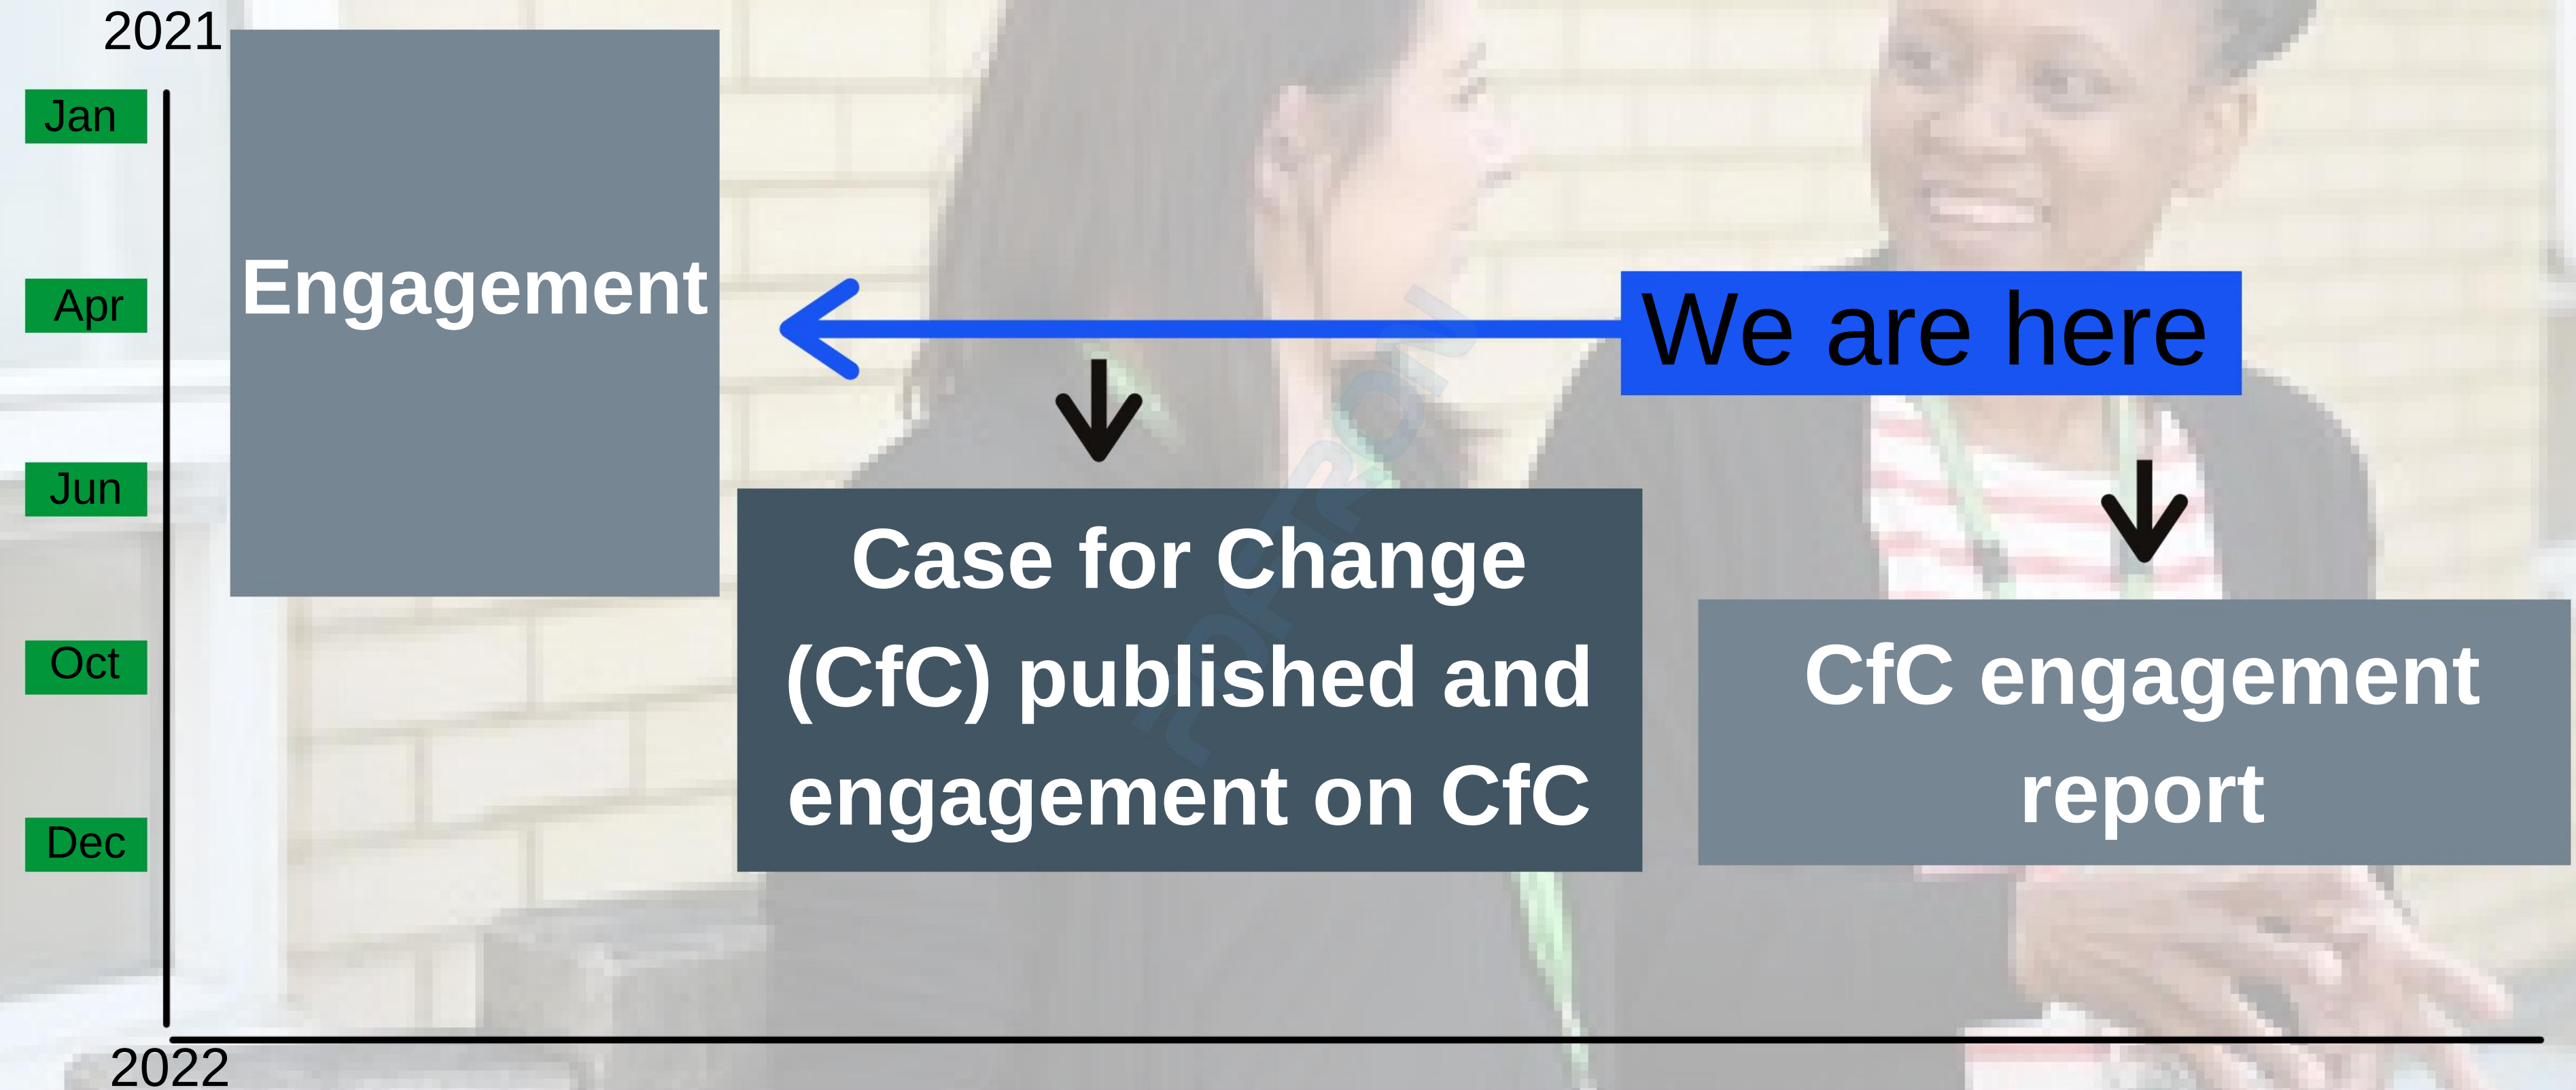 2021
Jan
Apr
Jun
Oct
Dec
2022
Engagement
We are here
Case for Change
(CfC) published and
engagement on CfC
CfC engagement
report
PDFTRON